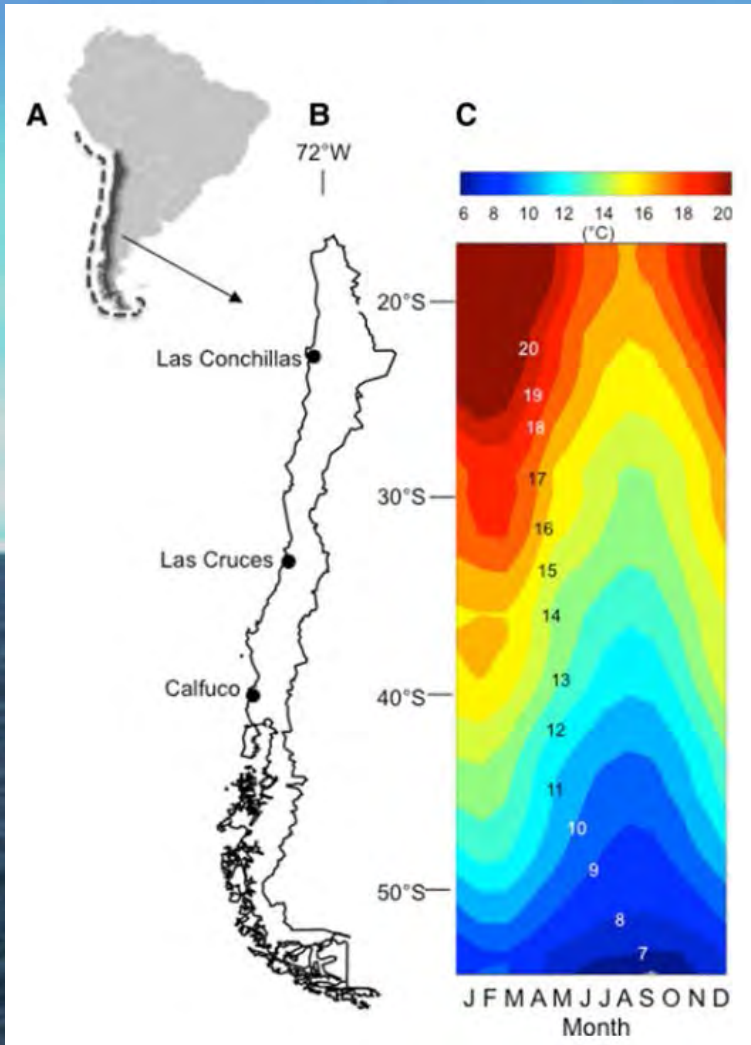 A
B
C
72°W
6 8 10 12 14 16 18 20
(°C)
20°S
Las Conchillas
20
19
18
17
30°S
16
Las Cruces
15
14
13
Calfuco
40°S
12
11
10
9
50°S
8
7
J F M A M J J A S O N D
Month